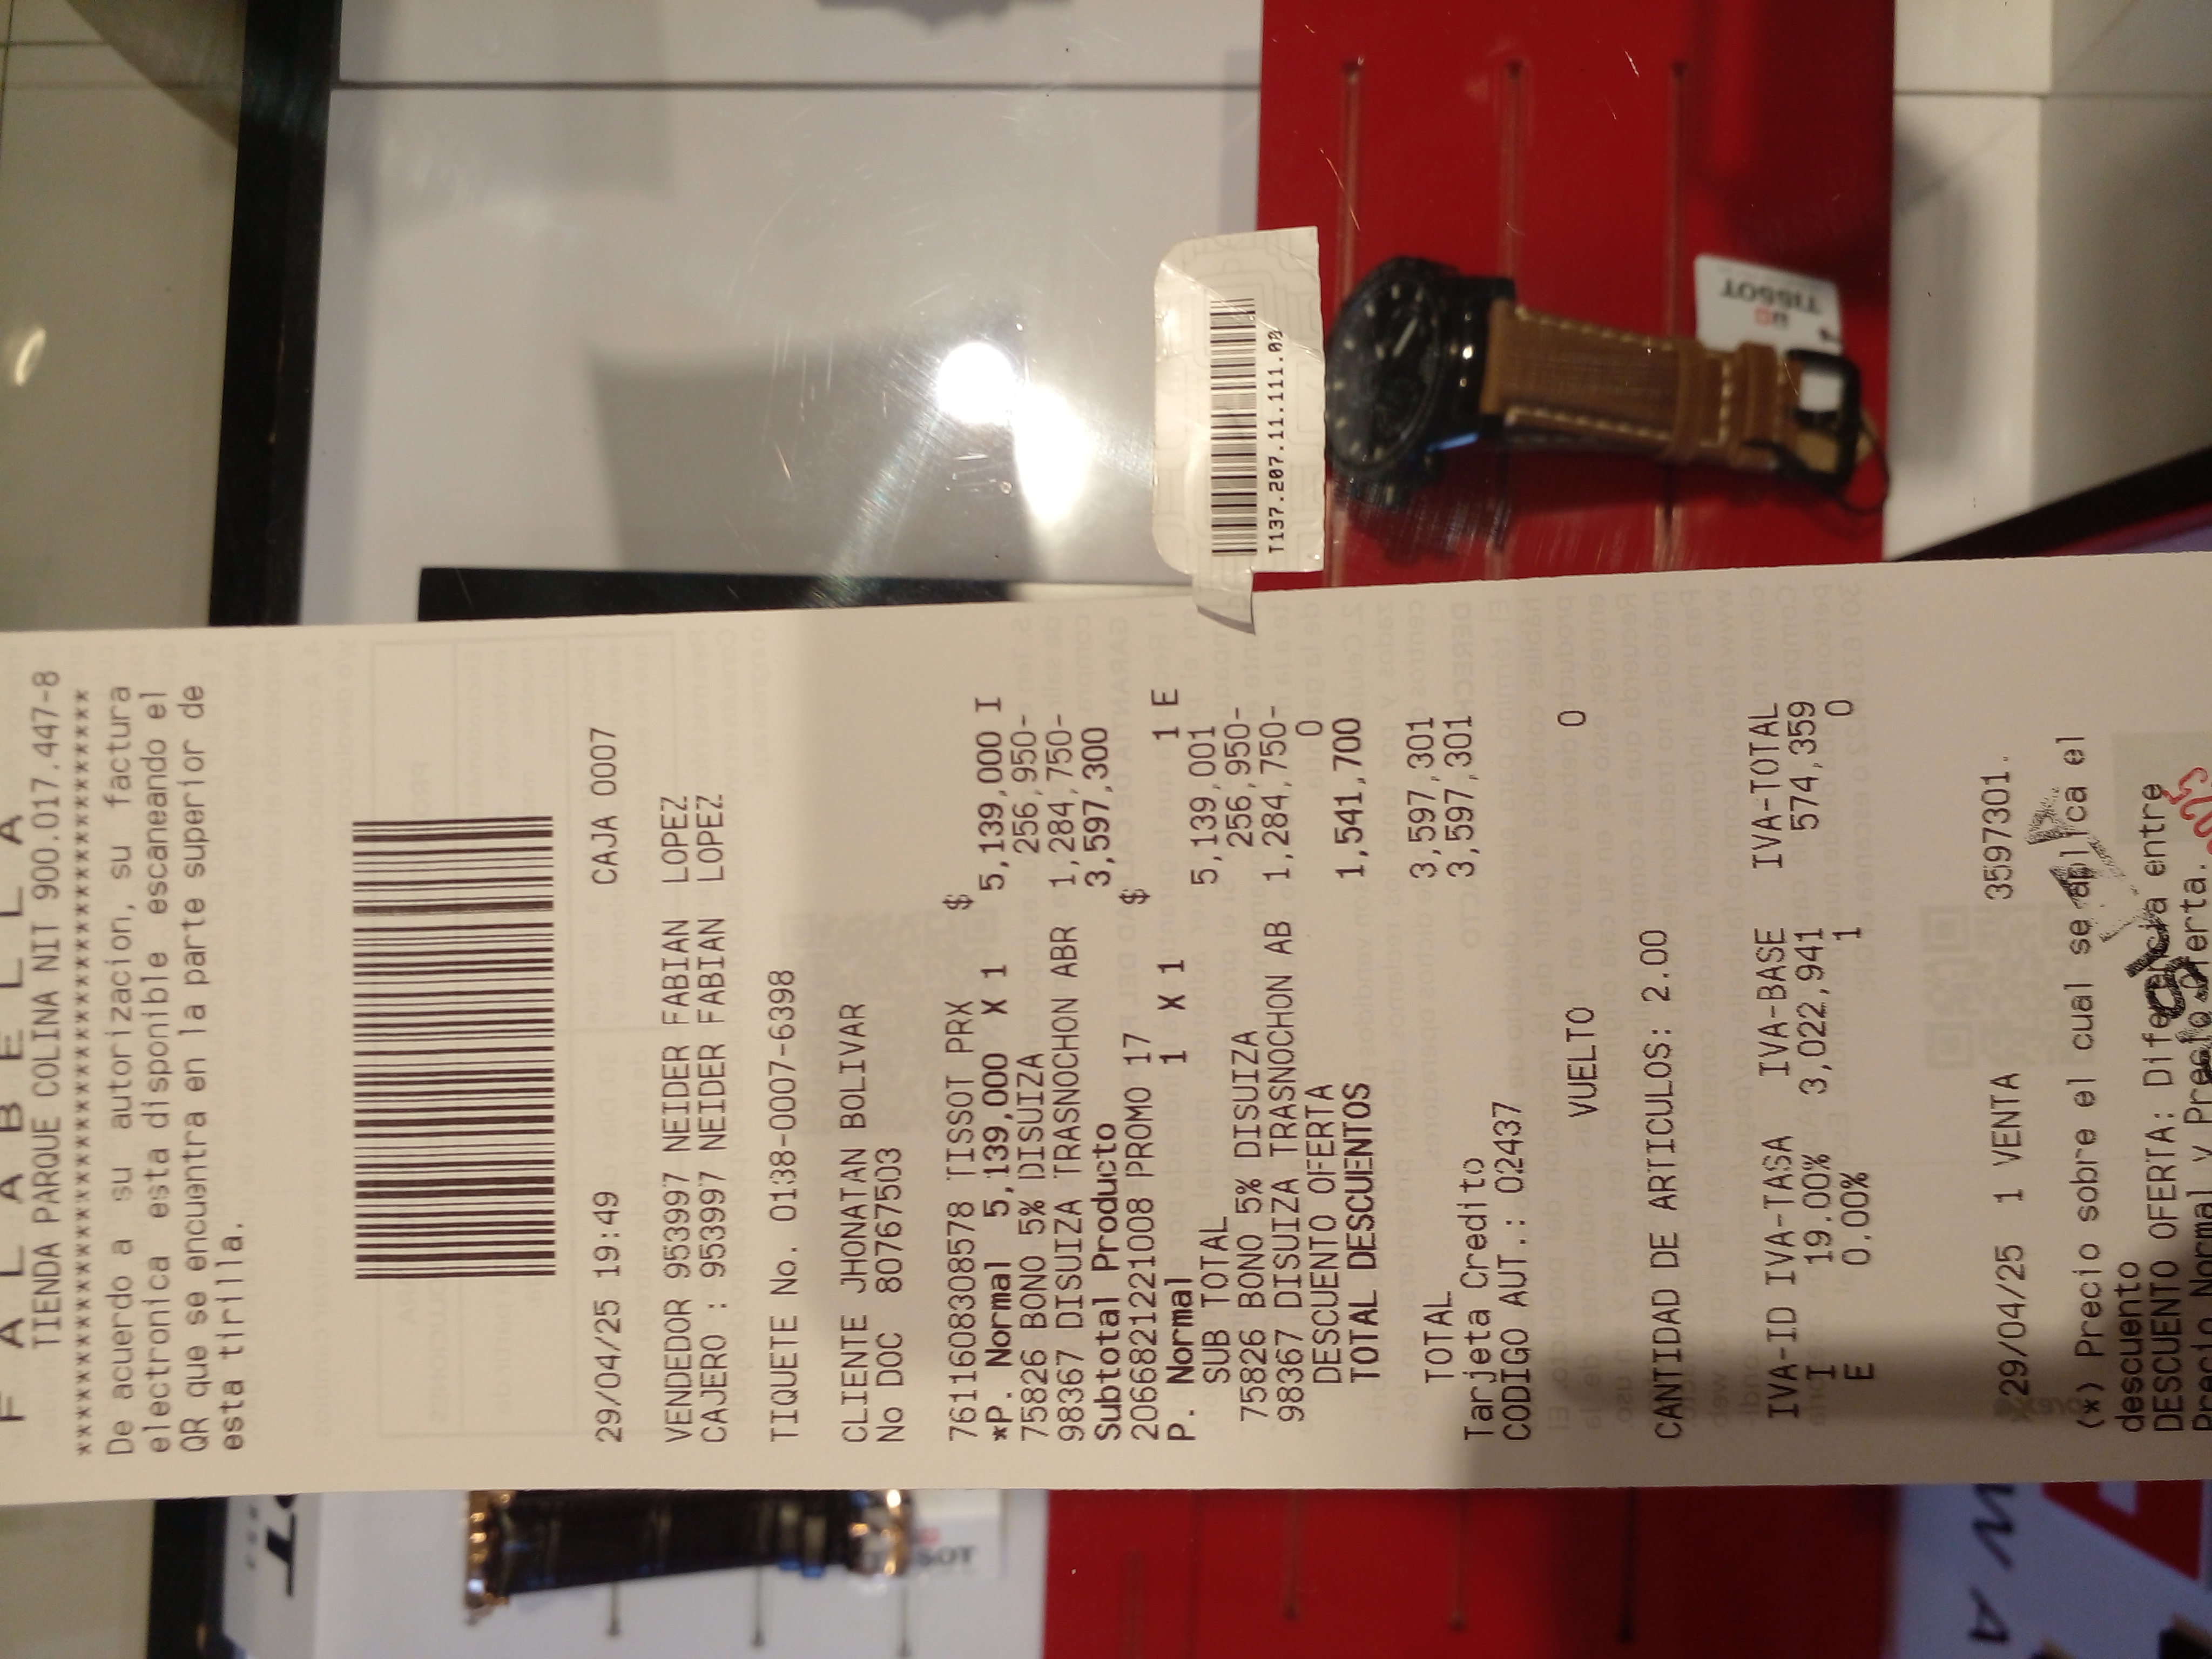 F A L A B E L L A
TIENDA PARQUE COLINA NIT 900.017.447-8
****************************************
De acuerdo a su autorizacion, su factura
electronica esta disponible escaneando el
QR que se encuentra en la parte superior de
esta tirilla.
29/04/25 19:49 CAJA 0007
VENDEDOR 953997 NEIDER FABIAN LOPEZ
CAJERO : 953997 NEIDER FABIAN LOPEZ
TIQUETE No. 0138-0007-6398
CLIENTE JHONATAN BOLIVAR
No DOC 80767503
$
7611608308578 TISSOT PRX
*P. Normal 5,139,000 X 1 5,139,000 I
75826 BONO 5% DISUIZA 256,950-
98367 DISUIZA TRASNOCHON ABR 1,284,750-
Subtotal Producto 3,597,300
2066821221008 PROMO 17 $
P. Normal 1 X 1 1 E
SUB TOTAL 5,139,001
75826 BONO 5% DISUIZA 256,950-
98367 DISUIZA TRASNOCHON AB 1,284,750-
DESCUENTO OFERTA 0
TOTAL DESCUENTOS 1,541,700
TOTAL 3,597,301
Tarjeta Credito 3,597,301
CODIGO AUT.: 02437
VUELTO 0
CANTIDAD DE ARTICULOS: 2.00
IVA-ID IVA-TASA IVA-BASE IVA-TOTAL
I 19.00% 3,022,941 574,359
E 0.00% 1 0
*29/04/25 1 VENTA 3597301.
(*) Precio sobre el cual se aplica el
descuento
DESCUENTO OFERTA: Diferencia entre
Precio Normal y Precio Oferta.
T137.207.11.111.02
TISSOT